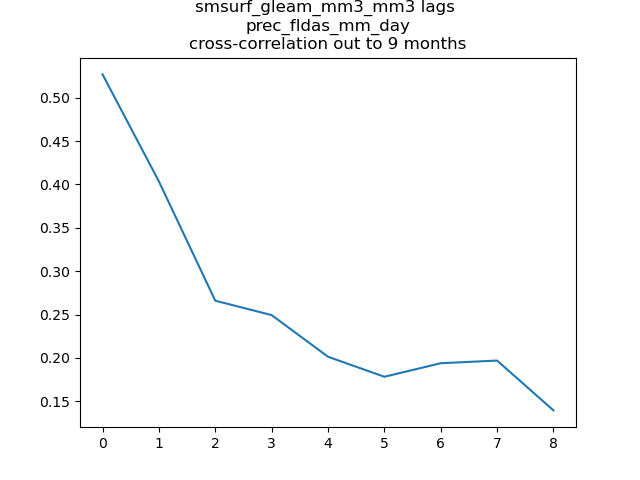 smsurf_gleam_mm3_mm3 lags
prec_fldas_mm_day
cross-correlation out to 9 months
0.50
0.45
0.40
0.35
0.30
0.25
0.20
0.15
0 1 2 3 4 5 6 7 8